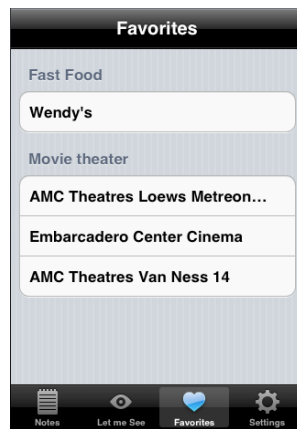 Favorites
Fast Food
Wendy's
Movie theater
AMC Theatres Loews Metreon...
Embarcadero Center Cinema
AMC Theatres Van Ness 14
Notes
Let me See
Favorites
Settings